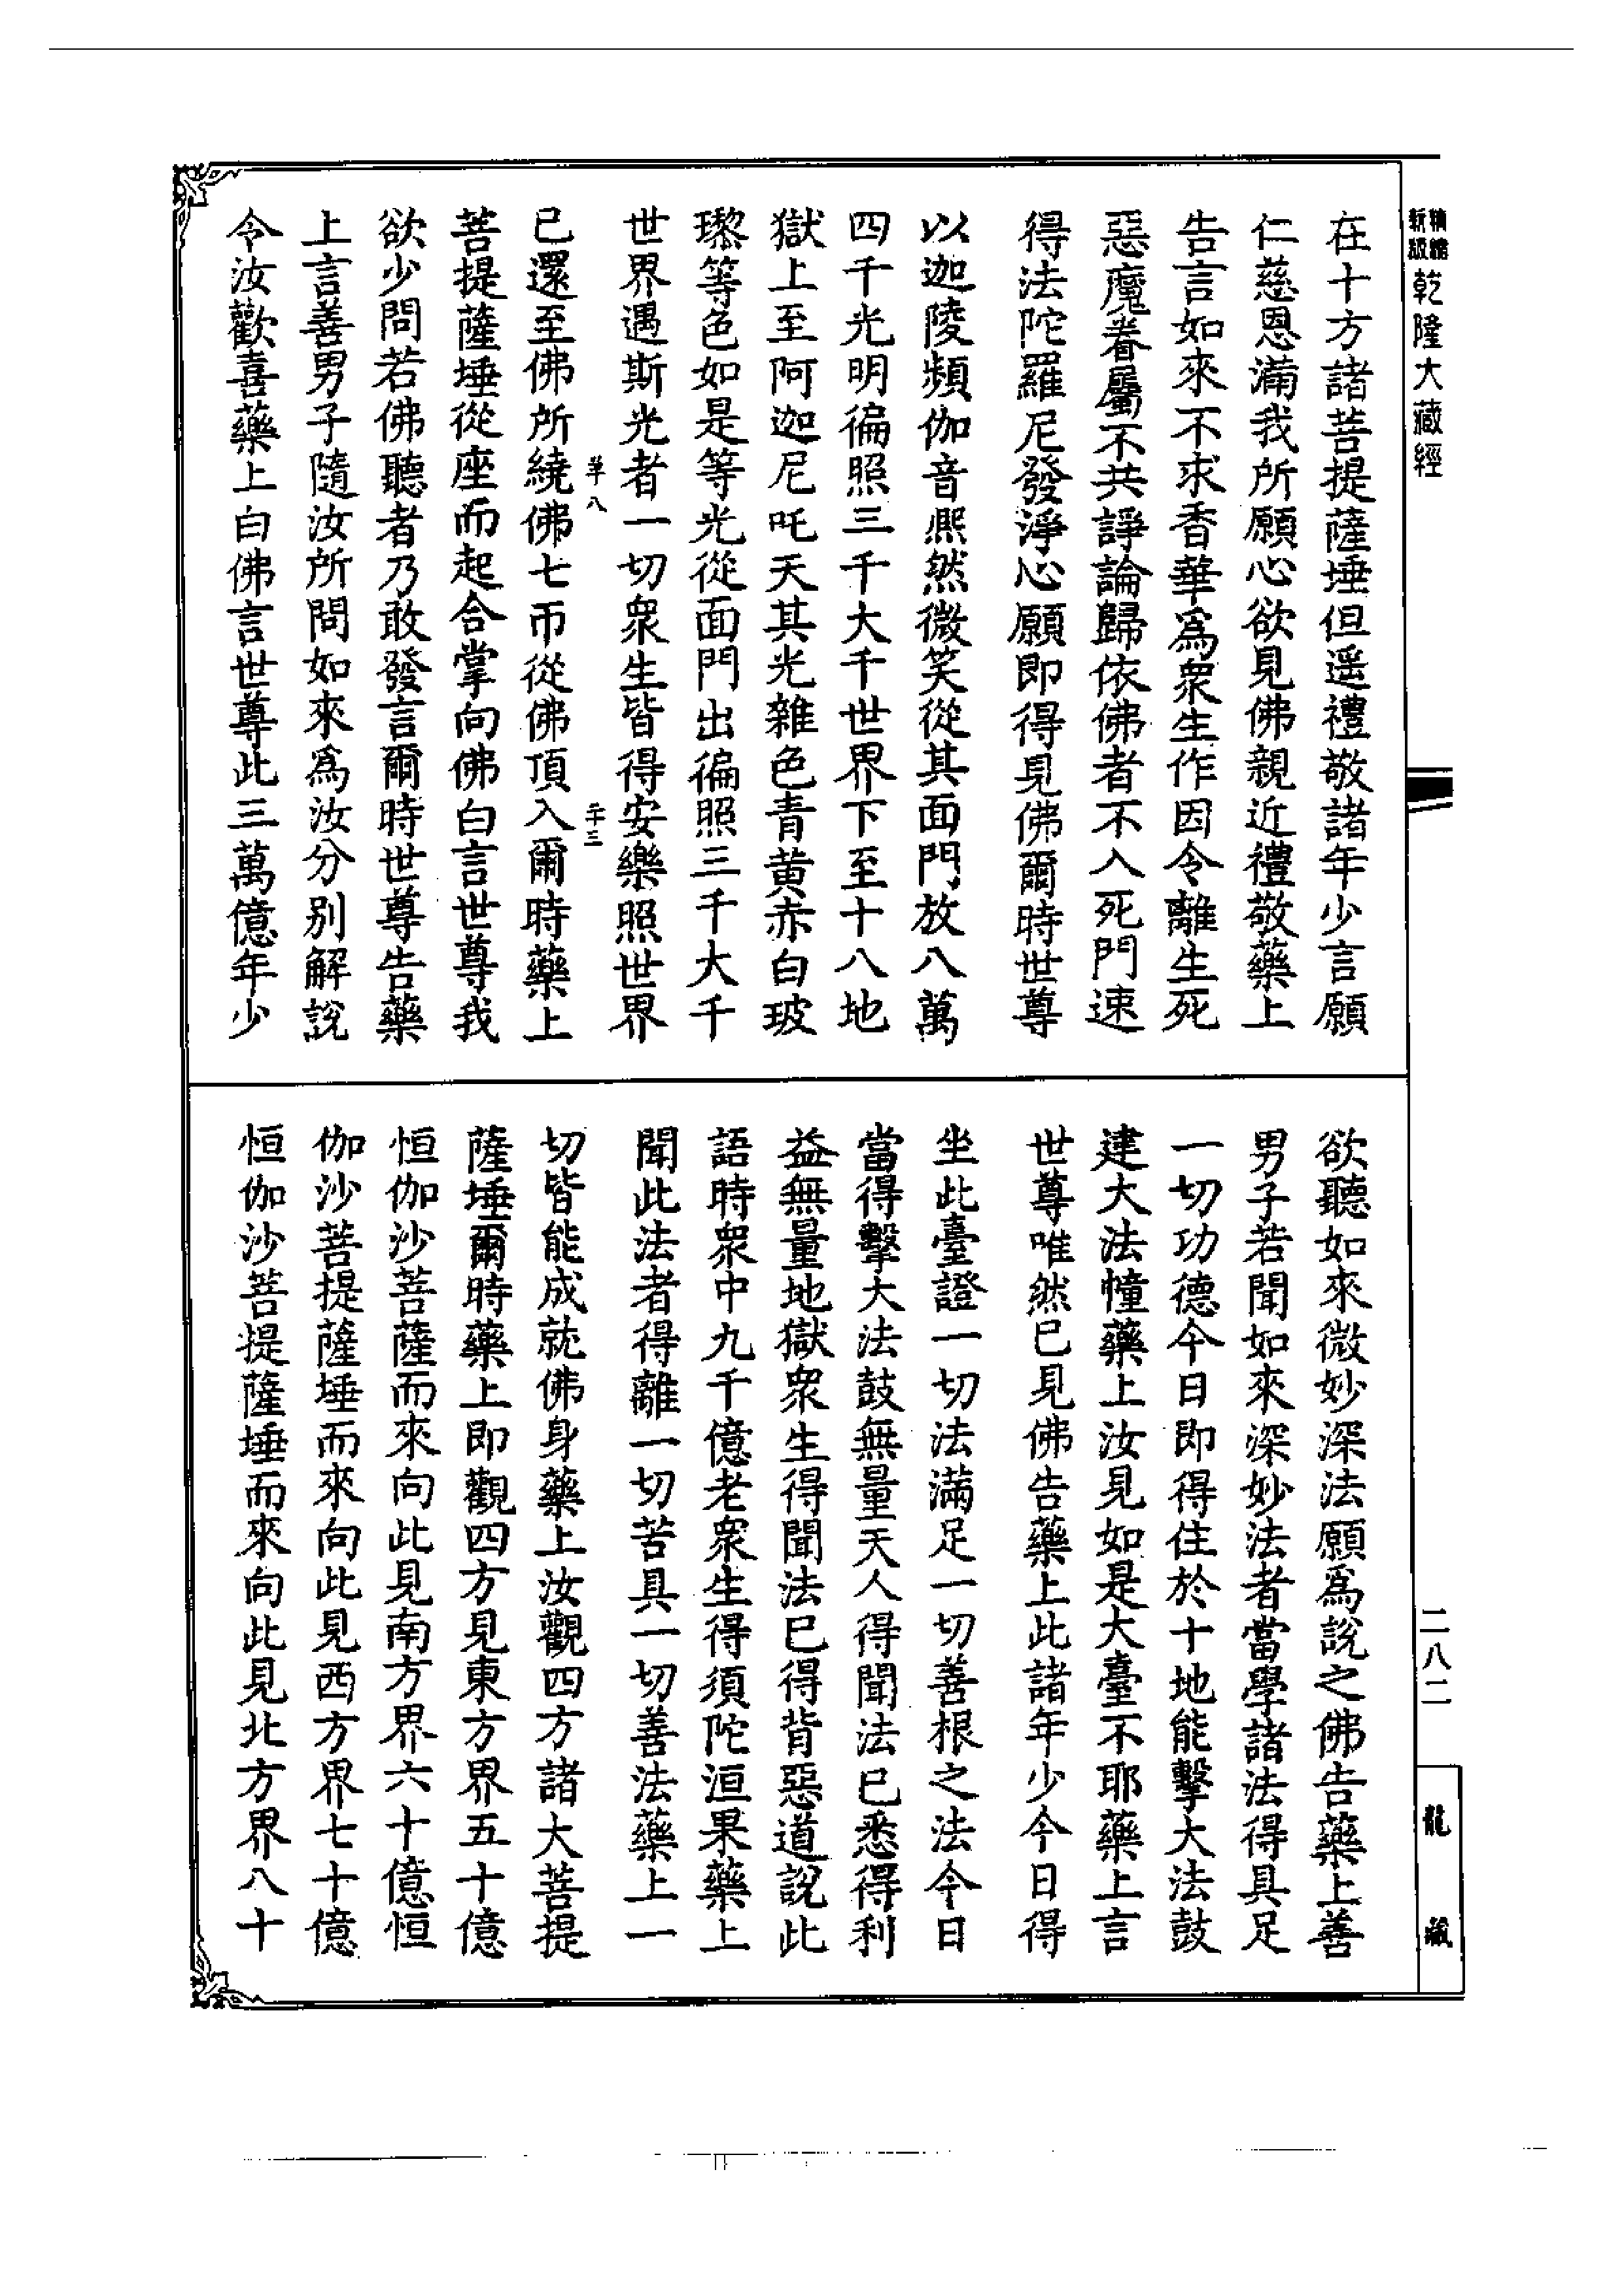 精縮
新版
乾隆大藏經
在十方諸菩提薩埵但遥禮敬諸年少言願
仁慈恩滿我所願心欲見佛親近禮敬藥上
告言如來不求香華為衆生作因令離生死
惡魔眷屬不共諍論歸依佛者不入死門速
得法陀羅尼發淨心願即得見佛爾時世尊
以迦陵頻伽音熈然微笑從其面門放八萬
四千光明徧照三千大千世界下至十八地
獄上至阿迦尼吒天其光雜色青黄赤白玻
瓈等色如是等光從面門出徧照三千大千
世界遇斯光者一切衆生皆得安樂照世界
草八
二十三
已還至佛所繞佛七帀從佛頂入爾時藥上
菩提薩埵從座而起合掌向佛白言世尊我
欲少問若佛聽者乃敢發言爾時世尊告藥
上言善男子隨汝所問如來為汝分别解說
令汝歡喜藥上白佛言世尊此三萬億年少
欲聽如來微妙深法願為說之佛告藥上善
男子若聞如來深妙法者當學諸法得具足
一切功德今日即得住於十地能擊大法鼓
建大法幢藥上汝見如是大臺不耶藥上言
世尊唯然已見佛告藥上此諸年少今日得
坐此臺證一切法滿足一切善根之法今日
當得擊大法鼓無量天人得聞法已悉得利
益無量地獄衆生得聞法已得背惡道說此
語時衆中九千億老衆生得須陀洹果藥上
聞此法者得離一切苦具一切善法藥上一
切皆能成就佛身藥上汝觀四方諸大菩提
薩埵爾時藥上即觀四方見東方界五十億
恒伽沙菩薩而來向此見南方界六十億恒
伽沙菩提薩埵而來向此見西方界七十億
恒伽沙菩提薩埵而來向此見北方界八十
二八二
龍藏